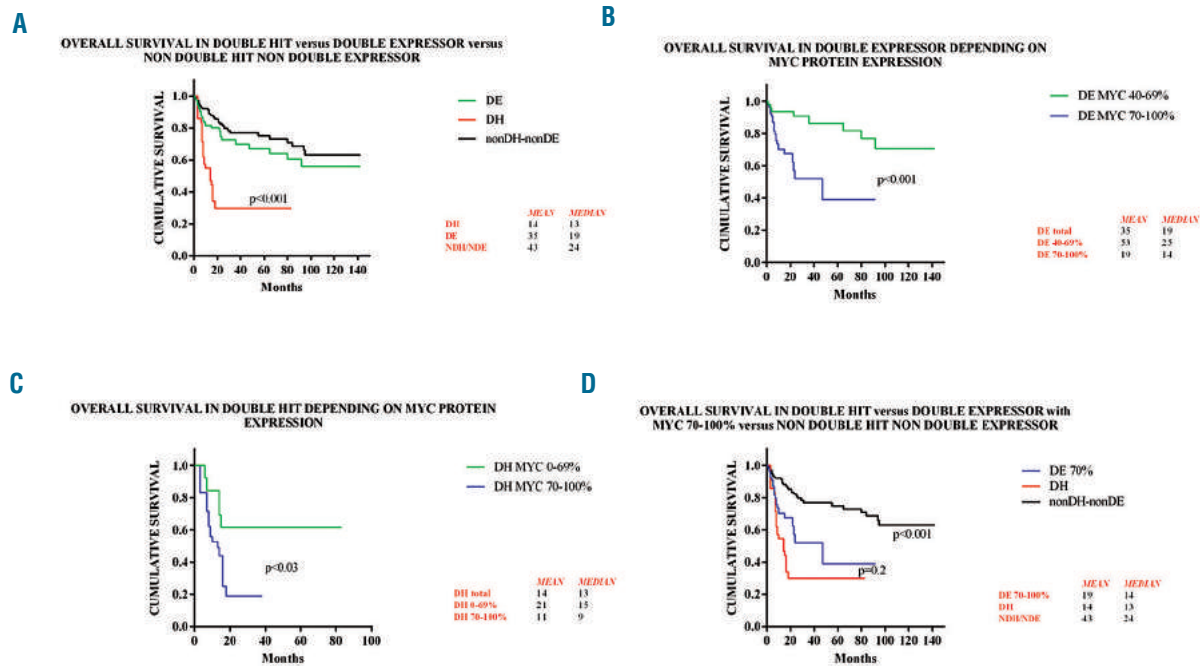 A
OVERALL SURVIVAL IN DOUBLE HIT versus DOUBLE EXPRESSOR versus
NON DOUBLE HIT NON DOUBLE EXPRESSOR
CUMULATIVE SURVIVAL
1.0
0.8
0.6
0.4
0.2
0.0
0 20 40 60 80 100 120 140
Months
DE
DH
nonDH-nonDE
p<0.001
MEAN MEDIAN
DH 14 13
DE 35 19
NDH/NDE 43 24
B
OVERALL SURVIVAL IN DOUBLE EXPRESSOR DEPENDING ON
MYC PROTEIN EXPRESSION
CUMULATIVE SURVIVAL
1.0
0.8
0.6
0.4
0.2
0.0
0 20 40 60 80 100 120 140
Months
DE MYC 40-69%
DE MYC 70-100%
p<0.001
MEAN MEDIAN
DE total 35 19
DE 40-69% 53 25
DE 70-100% 19 14
C
OVERALL SURVIVAL IN DOUBLE HIT DEPENDING ON MYC PROTEIN
EXPRESSION
CUMULATIVE SURVIVAL
1.0
0.8
0.6
0.4
0.2
0.0
0 20 40 60 80 100
Months
DH MYC 0-69%
DH MYC 70-100%
p<0.03
MEAN MEDIAN
DH total 14 13
DH 0-69% 21 15
DH 70-100% 11 9
D
OVERALL SURVIVAL IN DOUBLE HIT versus DOUBLE EXPRESSOR with
MYC 70-100% versus NON DOUBLE HIT NON DOUBLE EXPRESSOR
CUMULATIVE SURVIVAL
1.0
0.8
0.6
0.4
0.2
0.0
0 20 40 60 80 100 120 140
Months
DE 70%
DH
nonDH-nonDE
p<0.001
p=0.2
MEAN MEDIAN
DE 70-100% 19 14
DH 14 13
NDH/NDE 43 24